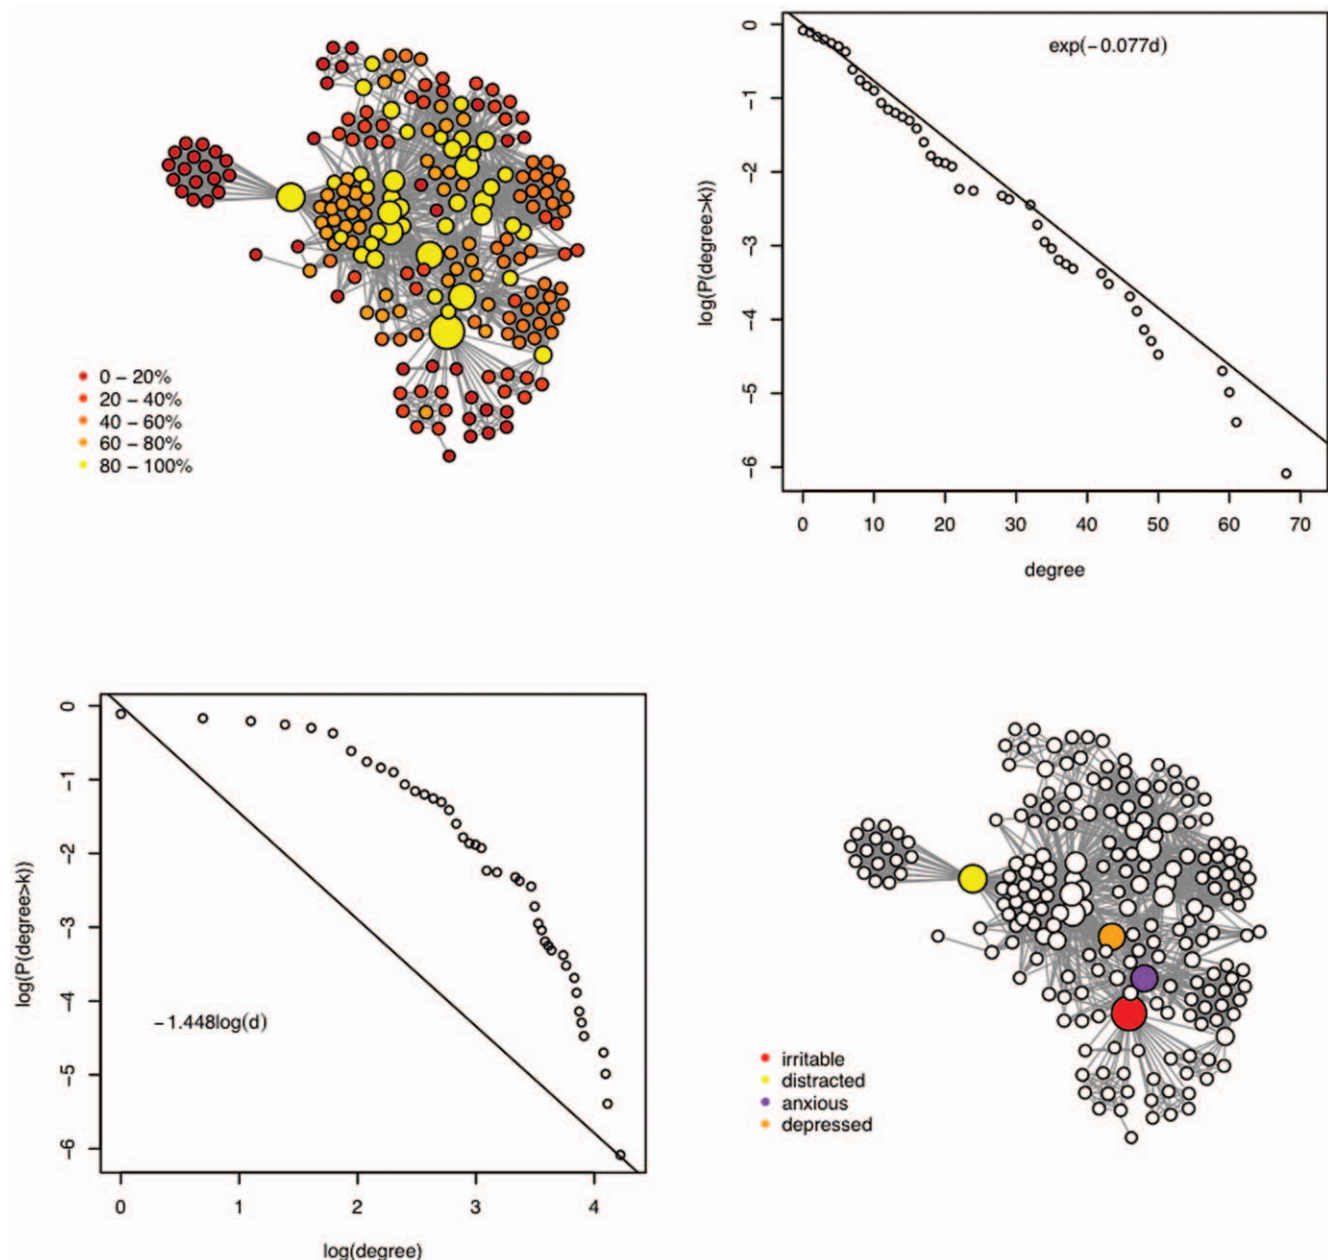 0 – 20%
20 – 40%
40 – 60%
60 – 80%
80 – 100%
exp(−0.077d)
log(P(degree>k))
0
−1
−2
−3
−4
−5
−6
0 10 20 30 40 50 60 70
degree
−1.448log(d)
log(P(degree>k))
0
−1
−2
−3
−4
−5
−6
0 1 2 3 4
log(degree)
irritable
distracted
anxious
depressed